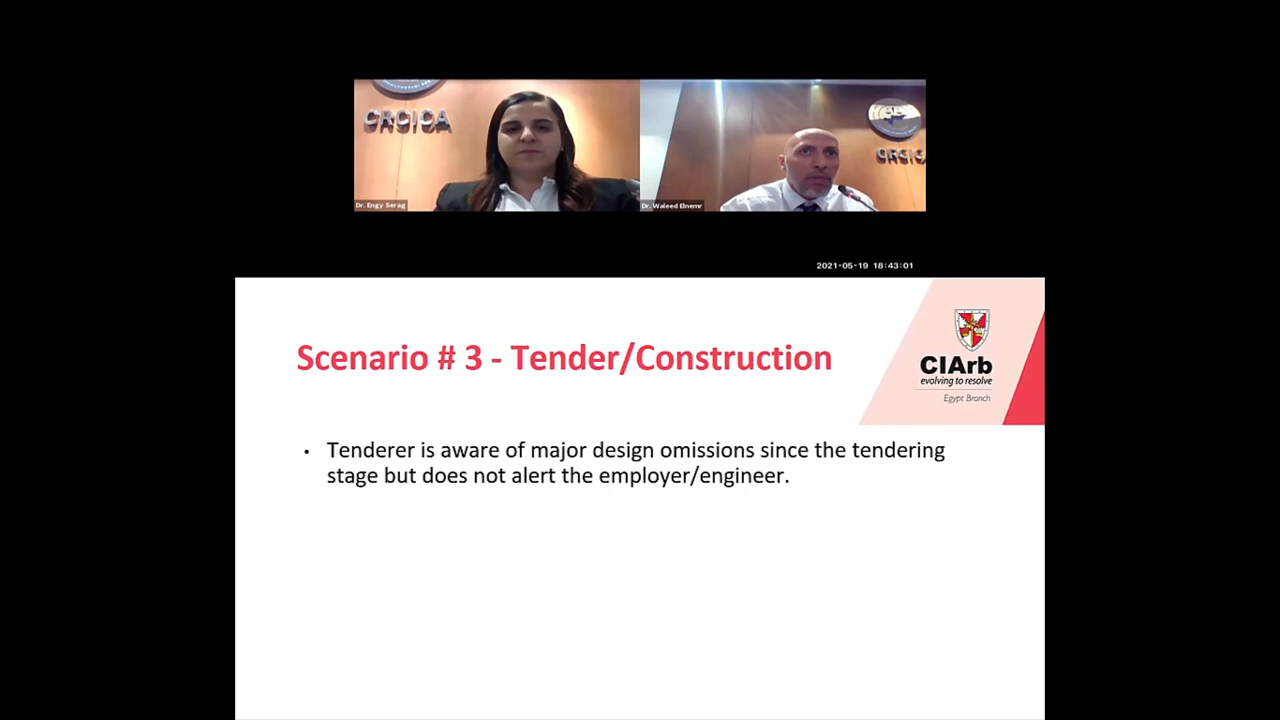 CRCICA
CRCICA
Dr. Engy Serag
Dr. Waleed Elnemr
2021-05-19 18:43:01
Scenario # 3 - Tender/Construction
CIArb
evolving to resolve
Egypt Branch
• Tenderer is aware of major design omissions since the tendering
stage but does not alert the employer/engineer.